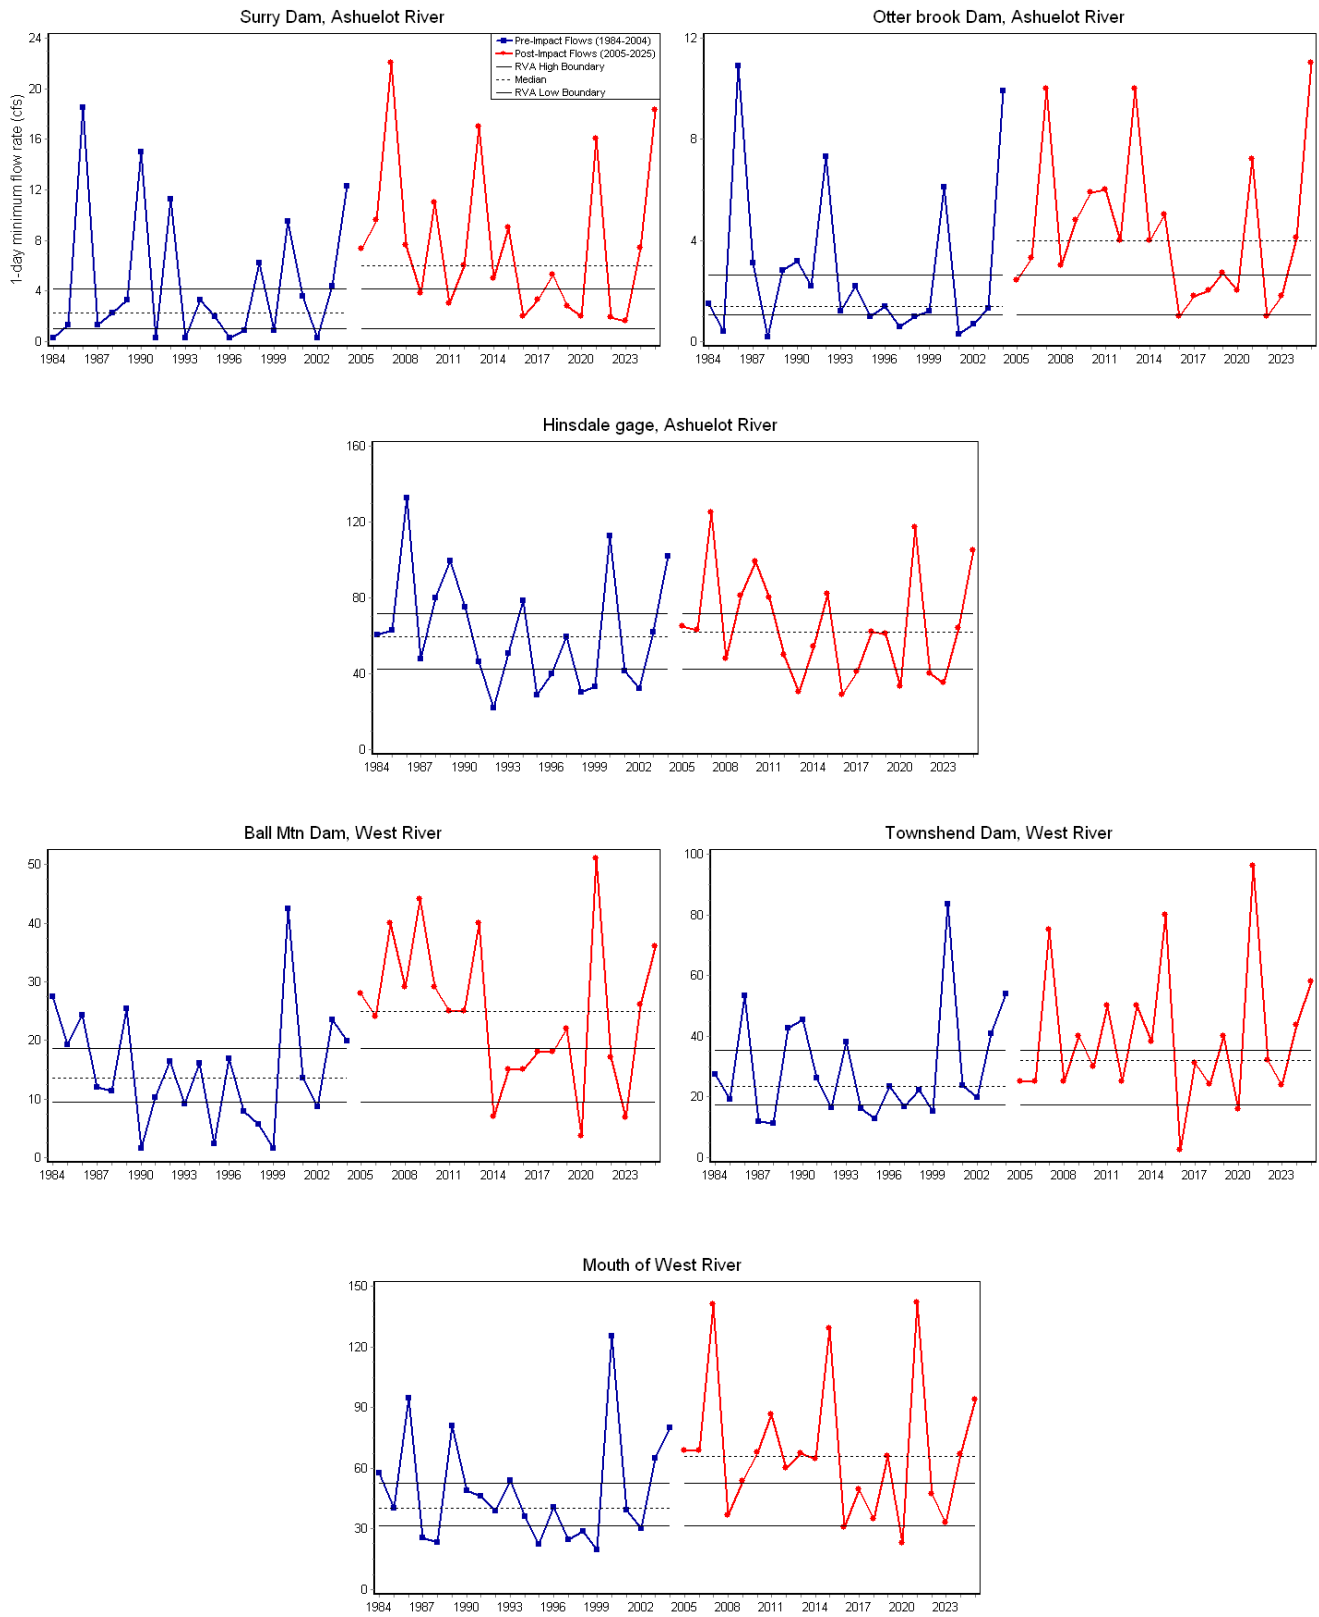 Surry Dam, Ashuelot River
1-day minimum flow rate (cfs)
24
20
16
12
8
4
0
Pre-Impact Flows (1984-2004)
Post-Impact Flows (2005-2025)
RVA High Boundary
Median
RVA Low Boundary
1984 1987 1990 1993 1996 1999 2002 2005 2008 2011 2014 2017 2020 2023
Otter brook Dam, Ashuelot River
12
8
4
0
1984 1987 1990 1993 1996 1999 2002 2005 2008 2011 2014 2017 2020 2023
Hinsdale gage, Ashuelot River
160
120
80
40
0
1984 1987 1990 1993 1996 1999 2002 2005 2008 2011 2014 2017 2020 2023
Ball Mtn Dam, West River
50
40
30
20
10
0
1984 1987 1990 1993 1996 1999 2002 2005 2008 2011 2014 2017 2020 2023
Townshend Dam, West River
100
80
60
40
20
0
1984 1987 1990 1993 1996 1999 2002 2005 2008 2011 2014 2017 2020 2023
Mouth of West River
150
120
90
60
30
0
1984 1987 1990 1993 1996 1999 2002 2005 2008 2011 2014 2017 2020 2023